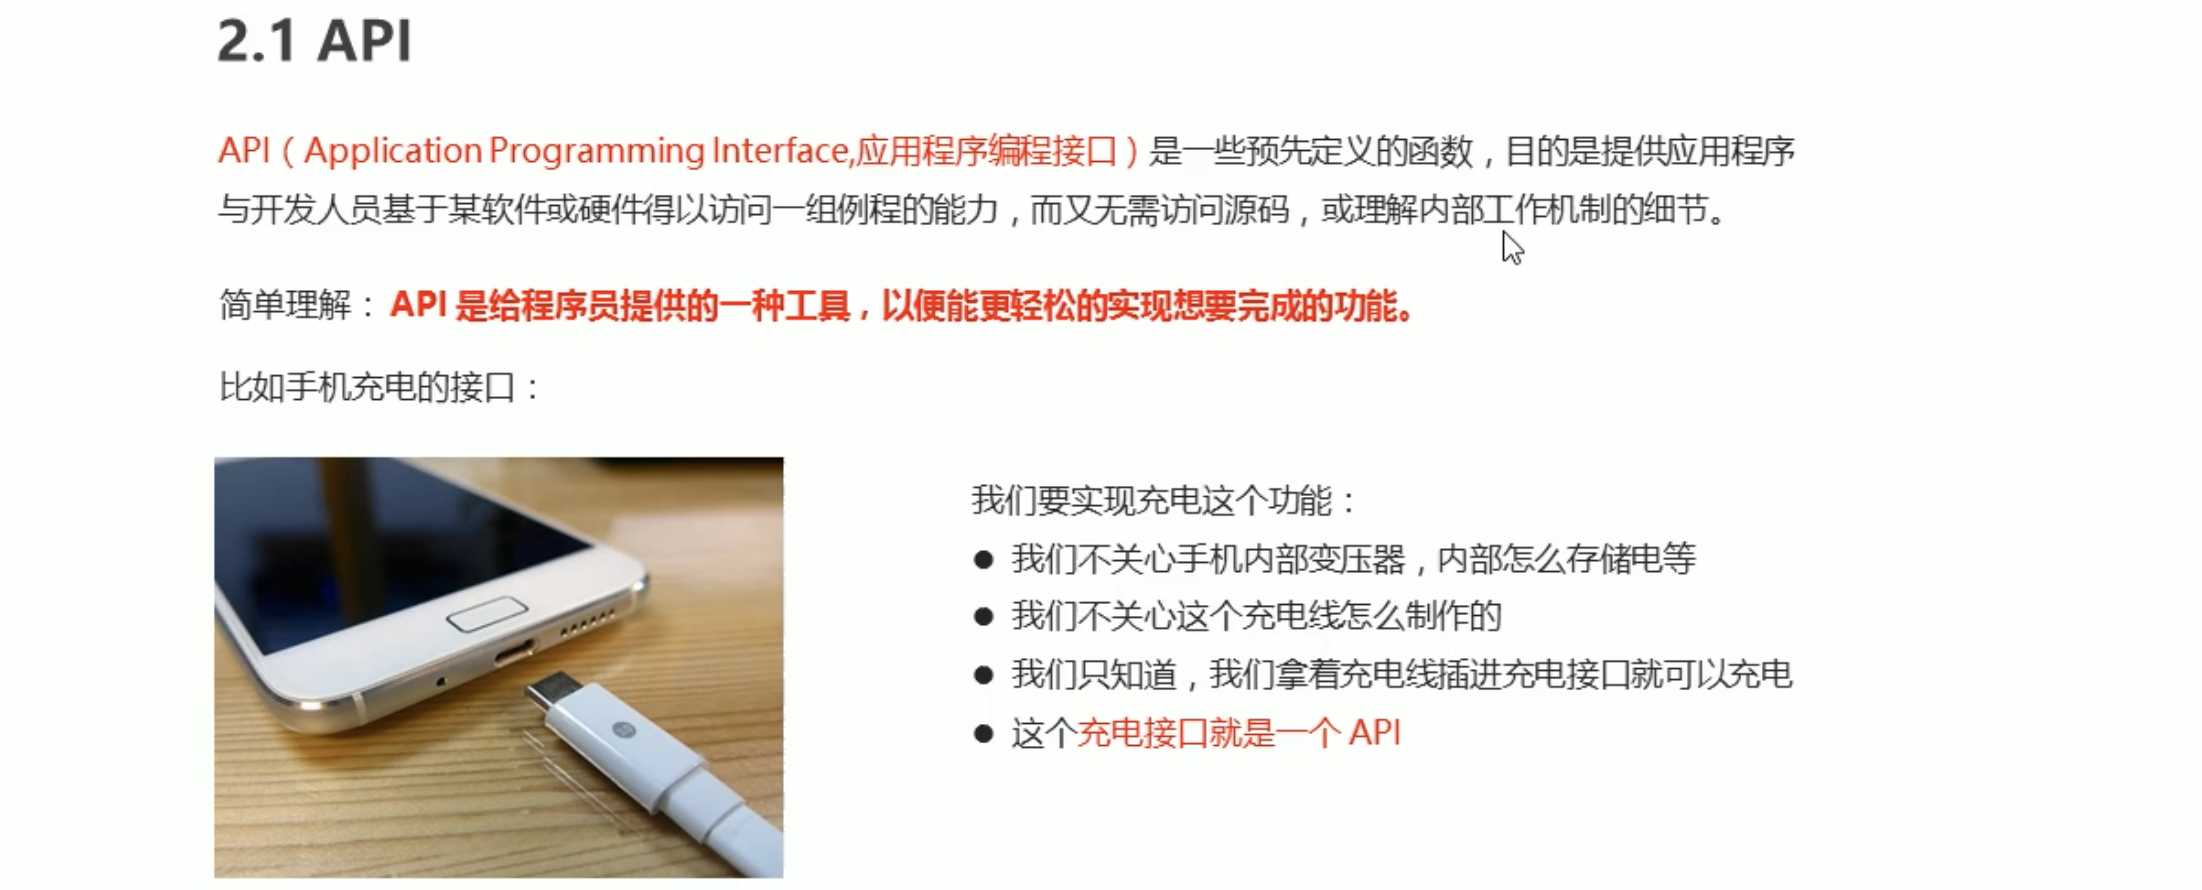 2.1 API
API（Application Programming Interface,应用程序编程接口）是一些预先定义的函数，目的是提供应用程序
与开发人员基于某软件或硬件得以访问一组例程的能力，而又无需访问源码，或理解内部工作机制的细节。
简单理解： API 是给程序员提供的一种工具，以便能更轻松的实现想要完成的功能。
比如手机充电的接口：
我们要实现充电这个功能：
● 我们不关心手机内部变压器，内部怎么存储电等
● 我们不关心这个充电线怎么制作的
● 我们只知道，我们拿着充电线插进充电接口就可以充电
● 这个充电接口就是一个 API